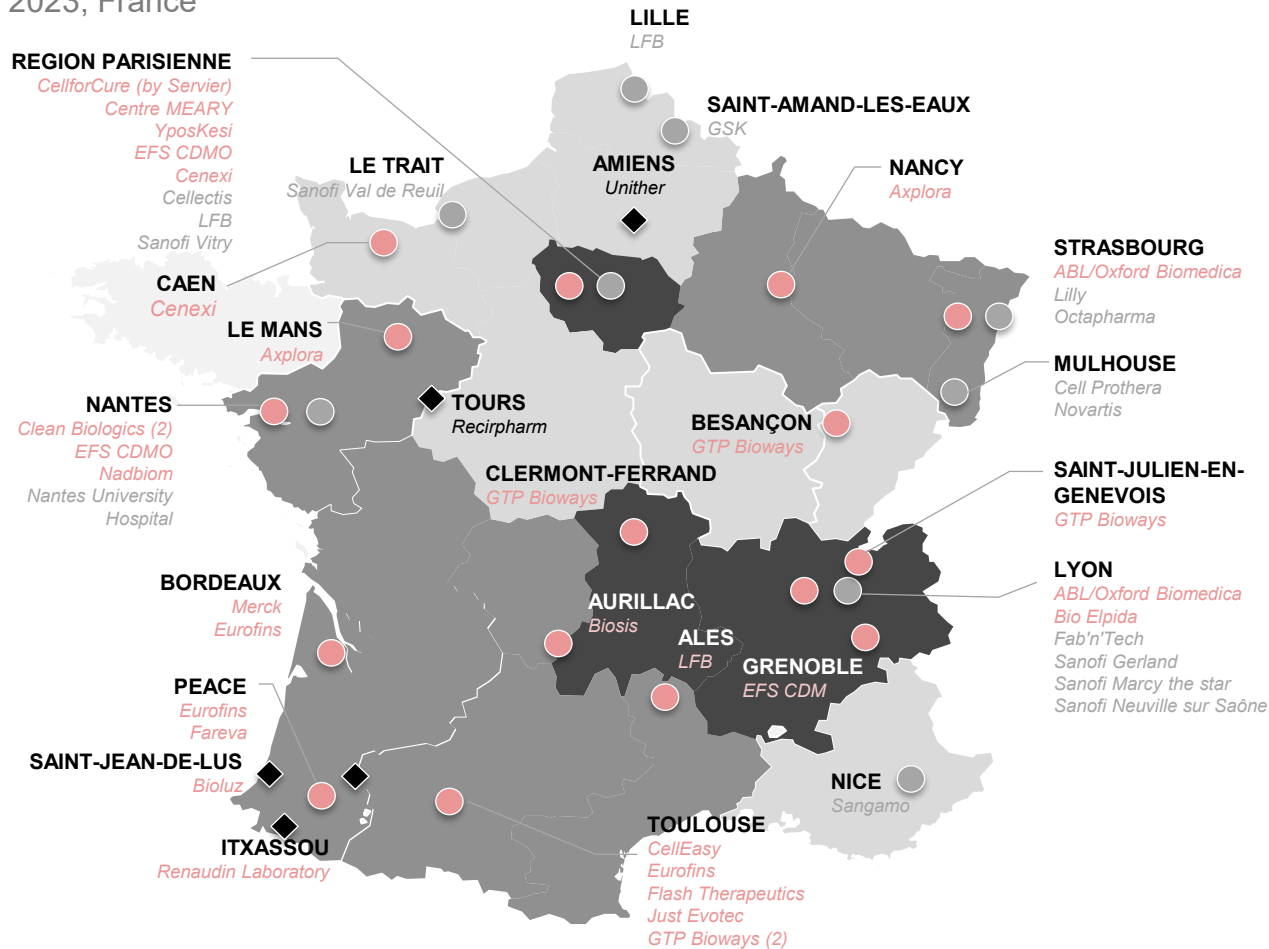 2023, France
LILLE
LFB
REGION PARISIENNE
CellforCure (by Servier)
Centre MEARY
YposKesi
EFS CDMO
Cenexi
Cellectis
LFB
Sanofi Vitry
SAINT-AMAND-LES-EAUX
GSK
LE TRAIT
Sanofi Val de Reuil
AMIENS
Unither
NANCY
Axplora
STRASBOURG
ABL/Oxford Biomedica
Lilly
Octapharma
CAEN
Cenexi
LE MANS
Axplora
MULHOUSE
Cell Prothera
Novartis
NANTES
Clean Biologics (2)
EFS CDMO
Nadbiom
Nantes University
Hospital
TOURS
Recirpharm
BESANÇON
GTP Bioways
CLERMONT-FERRAND
GTP Bioways
SAINT-JULIEN-EN-
GENEVOIS
GTP Bioways
LYON
ABL/Oxford Biomedica
Bio Elpida
Fab'n'Tech
Sanofi Gerland
Sanofi Marcy the star
Sanofi Neuville sur Saône
BORDEAUX
Merck
Eurofins
AURILLAC
Biosis
ALES
LFB
GRENOBLE
EFS CDM
PEACE
Eurofins
Fareva
SAINT-JEAN-DE-LUS
Bioluz
NICE
Sangamo
ITXASSOU
Renaudin Laboratory
TOULOUSE
CellEasy
Eurofins
Flash Therapeutics
Just Evotec
GTP Bioways (2)